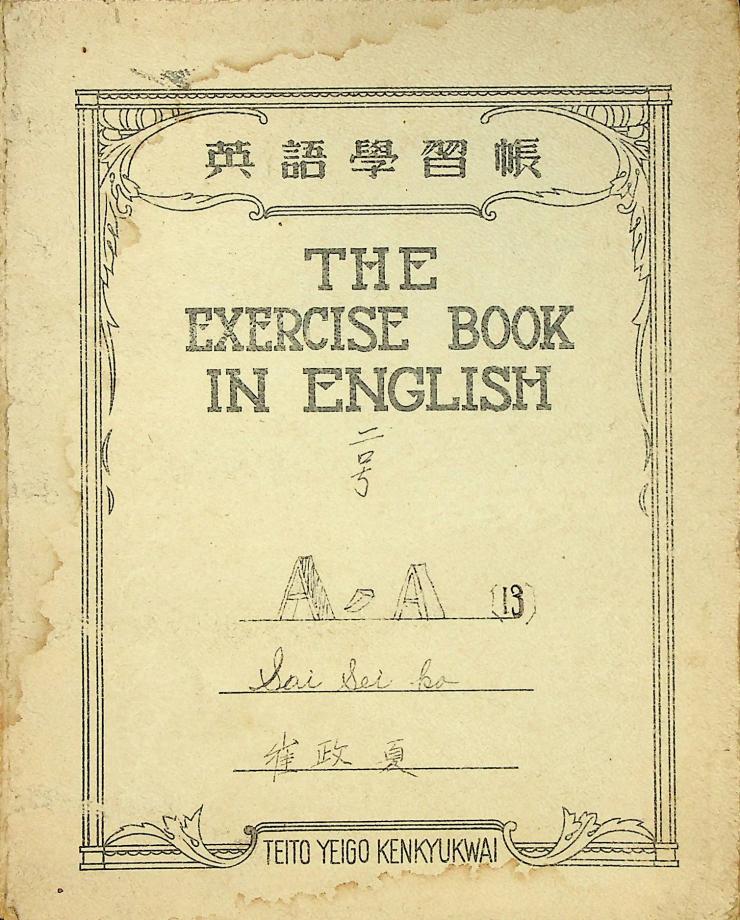 英語學習帳
THE
EXERCISE BOOK
IN ENGLISH
二号
A, A (13)
Sai Sei ko
崔政夏
TEITO YEIGO KENKYUKWAI